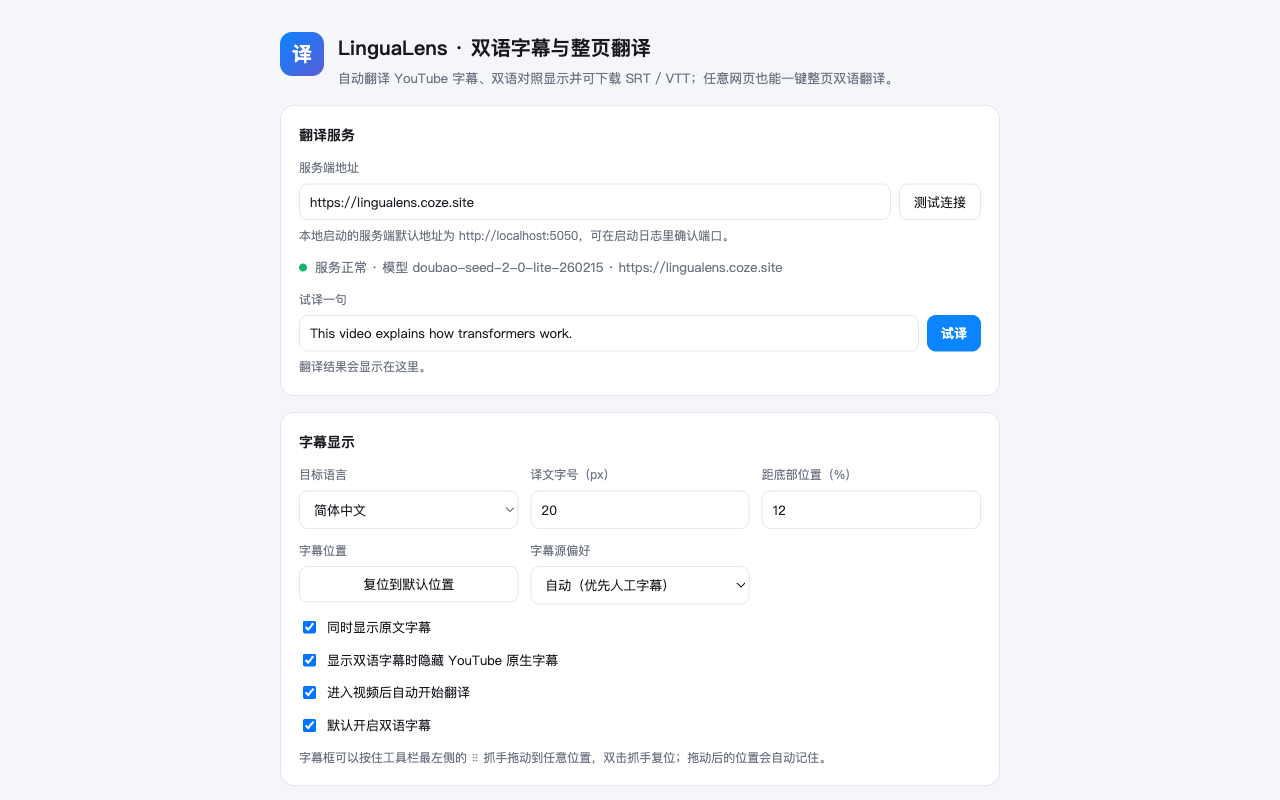 译
LinguaLens · 双语字幕与整页翻译
自动翻译 YouTube 字幕、双语对照显示并可下载 SRT / VTT；任意网页也能一键整页双语翻译。
翻译服务
服务端地址
https://lingualens.coze.site
测试连接
本地启动的服务端默认地址为 http://localhost:5050，可在启动日志里确认端口。
服务正常 · 模型 doubao-seed-2-0-lite-260215 · https://lingualens.coze.site
试译一句
This video explains how transformers work.
试译
翻译结果会显示在这里。
字幕显示
目标语言
译文字号（px）
距底部位置（%）
简体中文
20
12
字幕位置
字幕源偏好
复位到默认位置
自动（优先人工字幕）
同时显示原文字幕
显示双语字幕时隐藏 YouTube 原生字幕
进入视频后自动开始翻译
默认开启双语字幕
字幕框可以按住工具栏最左侧的 ⠿ 抓手拖动到任意位置，双击抓手复位；拖动后的位置会自动记住。